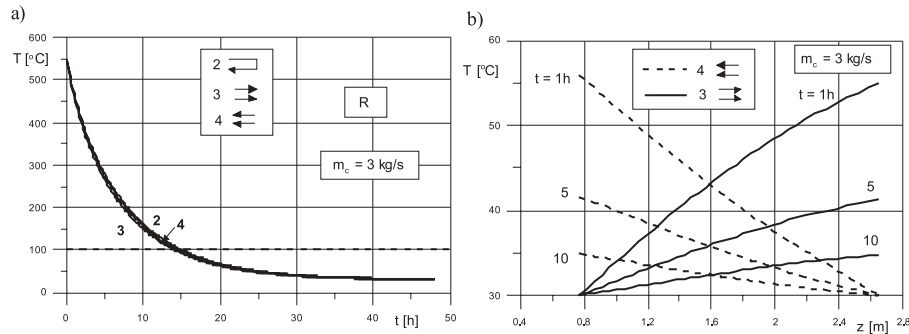 a)
T [°C]
600
500
400
300
200
100
0
0 10 20 30 40 50
t [h]
2
3
4
R
m_c = 3 kg/s
2
3 4
b)
T [°C]
60
50
40
30
0,4 0,8 1,2 1,6 2,0 2,4 2,8
z [m]
4
3
m_c = 3 kg/s
t = 1h
t = 1h
5
5
10
10